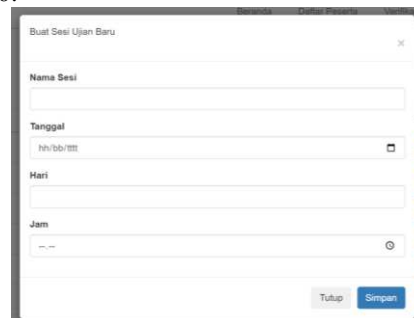 Beranda Daftar Peserta
Buat Sesi Ujian Baru
×
Nama Sesi
Tanggal
hh/bb/tttt
Hari
Jam
--.--
Tutup Simpan